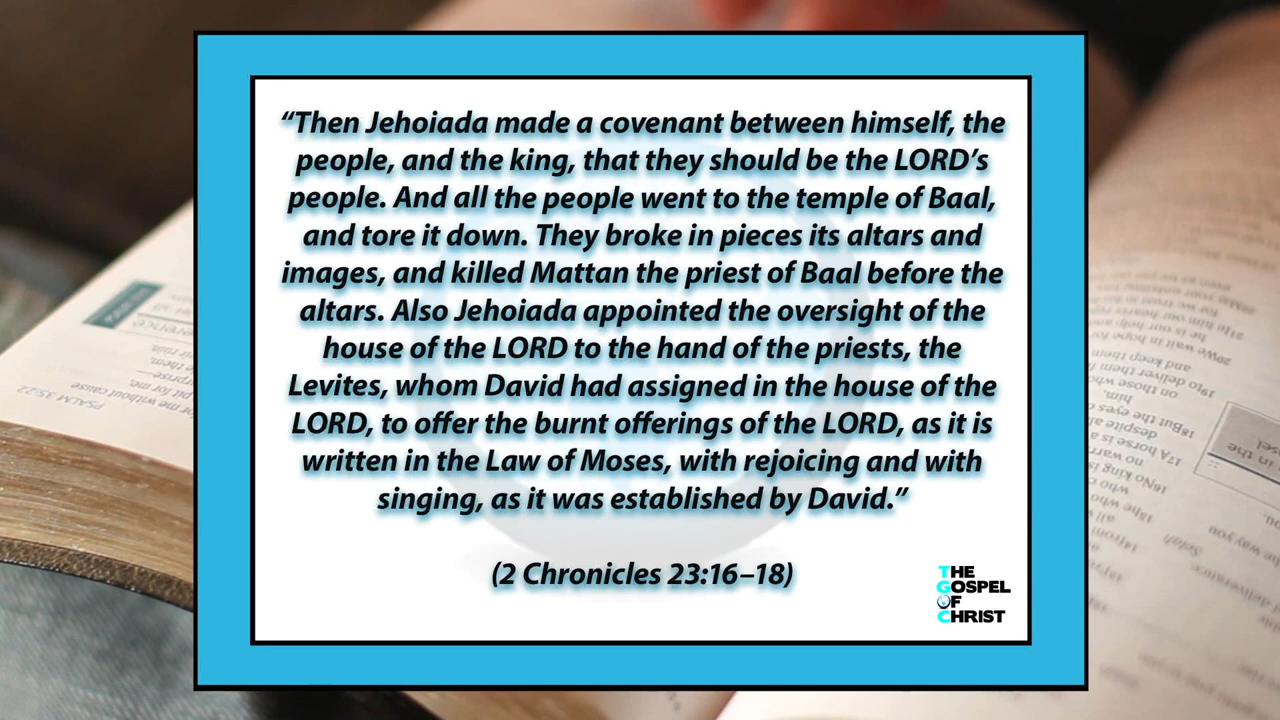 “Then Jehoiada made a covenant between himself, the
people, and the king, that they should be the LORD’s
people. And all the people went to the temple of Baal,
and tore it down. They broke in pieces its altars and
images, and killed Mattan the priest of Baal before the
altars. Also Jehoiada appointed the oversight of the
house of the LORD to the hand of the priests, the
Levites, whom David had assigned in the house of the
LORD, to offer the burnt offerings of the LORD, as it is
written in the Law of Moses, with rejoicing and with
singing, as it was established by David.”
(2 Chronicles 23:16–18)
THE
GOSPEL
OF
CHRIST
PSALM 35:22